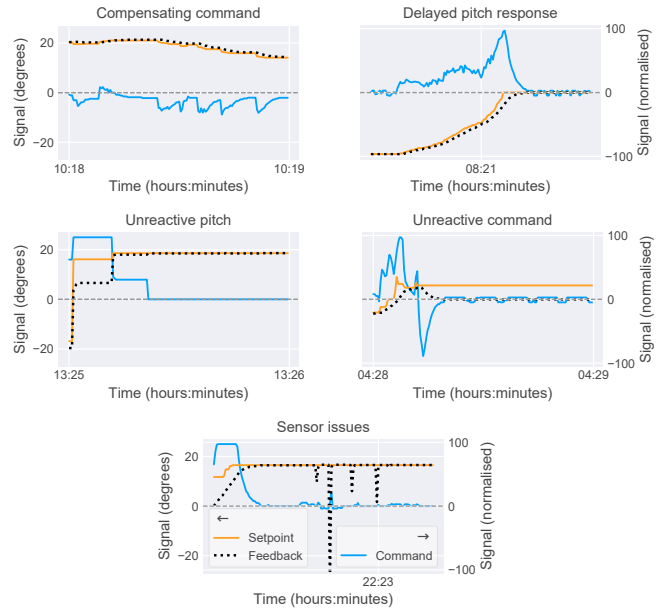 Compensating command
Delayed pitch response
Signal (degrees)
20
0
−20
10:18
10:19
Time (hours:minutes)
08:21
Time (hours:minutes)
100
0
−100
Signal (normalised)
Unreactive pitch
Unreactive command
Signal (degrees)
20
0
−20
13:25
13:26
Time (hours:minutes)
04:28
04:29
Time (hours:minutes)
100
0
−100
Signal (normalised)
Sensor issues
Signal (degrees)
20
0
−20
←
Setpoint
Feedback
→
Command
22:23
Time (hours:minutes)
100
0
−100
Signal (normalised)